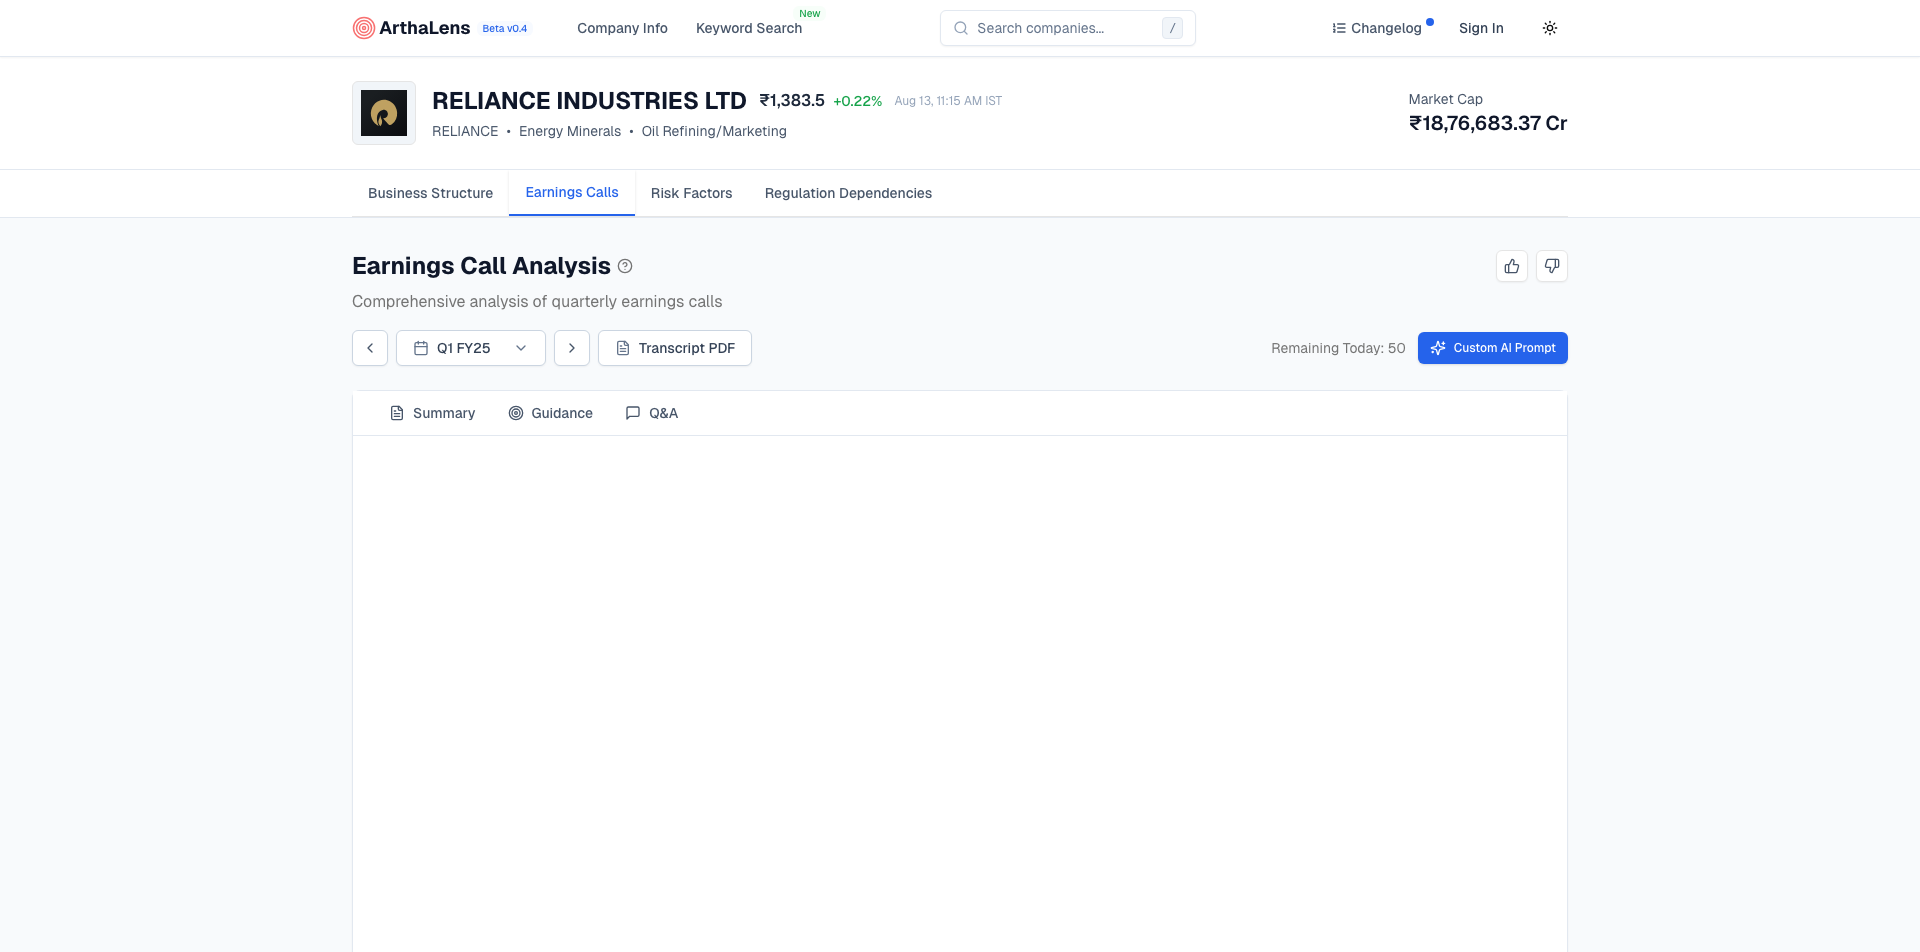 ArthaLens Beta v0.4 Company Info Keyword Search New Search companies... / Changelog Sign In
RELIANCE INDUSTRIES LTD ₹1,383.5 +0.22% Aug 13, 11:15 AM IST
RELIANCE • Energy Minerals • Oil Refining/Marketing
Market Cap
₹18,76,683.37 Cr
Business Structure Earnings Calls Risk Factors Regulation Dependencies
Earnings Call Analysis ?
Comprehensive analysis of quarterly earnings calls
Q1 FY25 Transcript PDF Remaining Today: 50 Custom AI Prompt
Summary Guidance Q&A